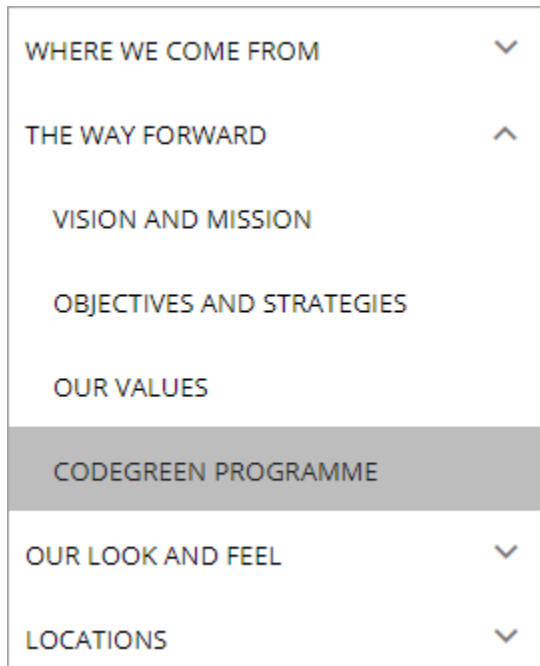 WHERE WE COME FROM
THE WAY FORWARD
VISION AND MISSION
OBJECTIVES AND STRATEGIES
OUR VALUES
CODEGREEN PROGRAMME
OUR LOOK AND FEEL
LOCATIONS